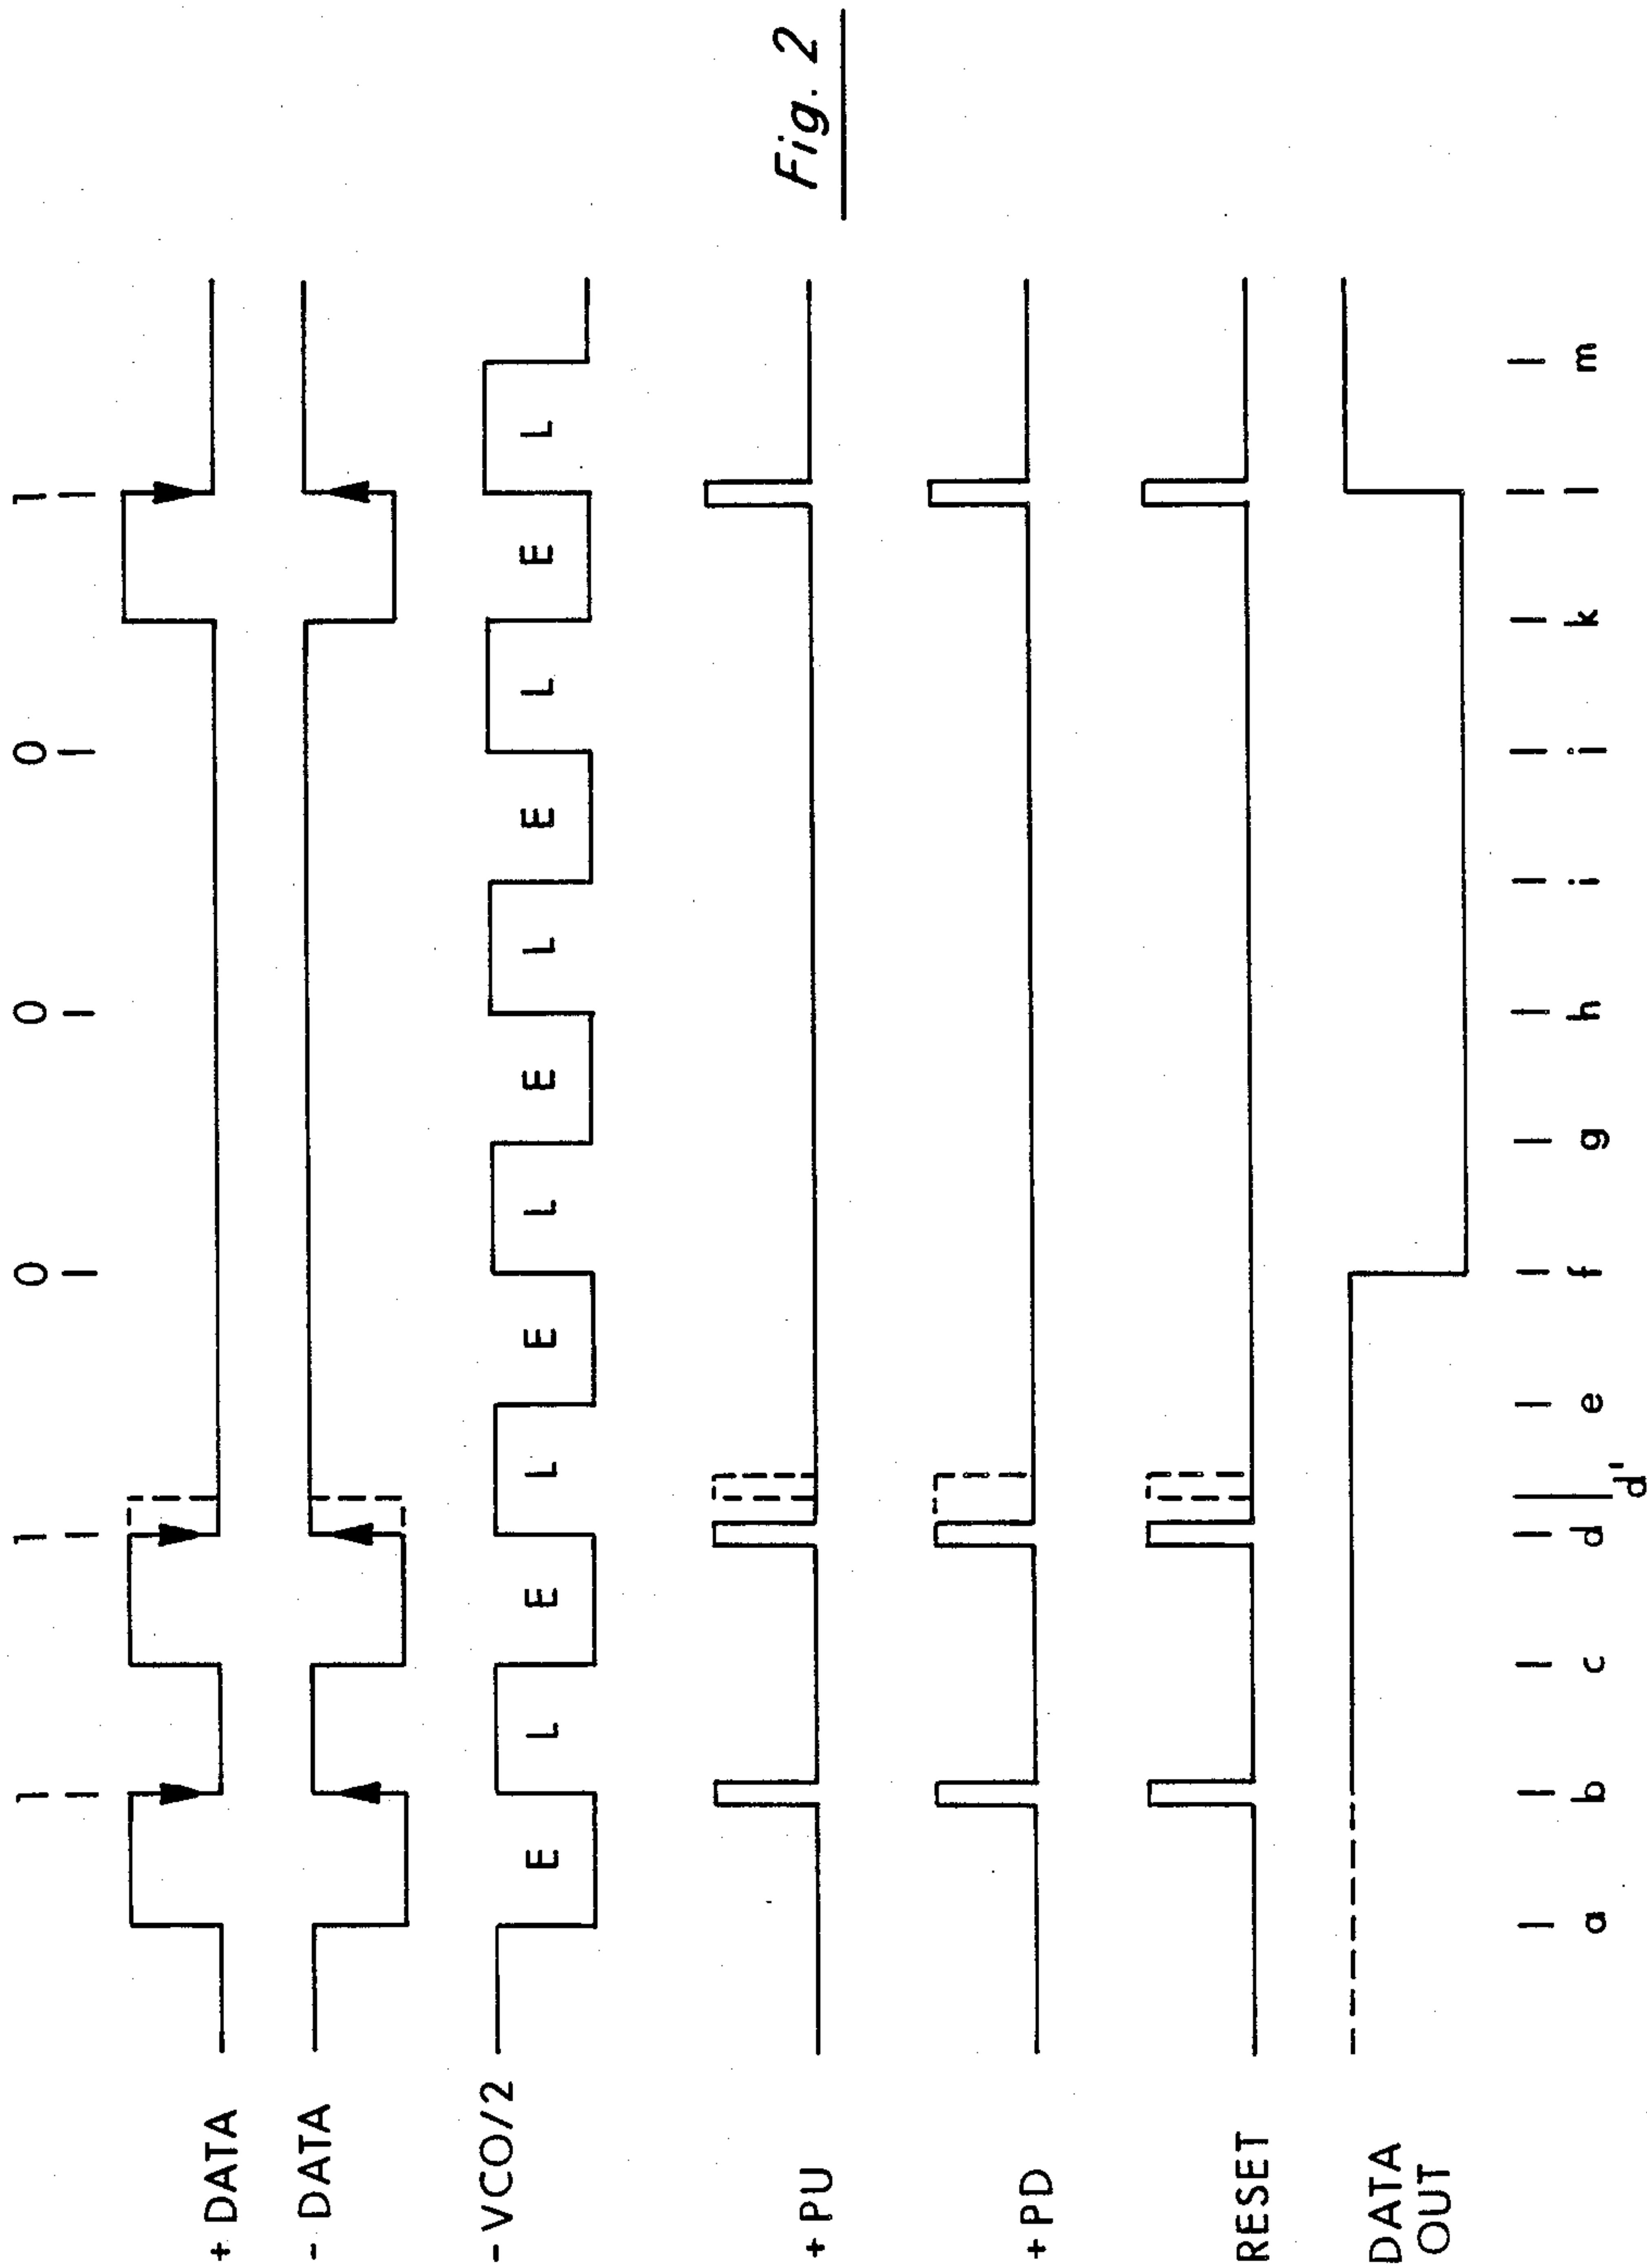 1 1 0 0 0 1
+ DATA
- DATA
- VCO/2 E L E L E L E L E L E L
Fig. 2
+ PU
+ PD
RESET
DATA
OUT
a b c d d' e f g h i j k l m